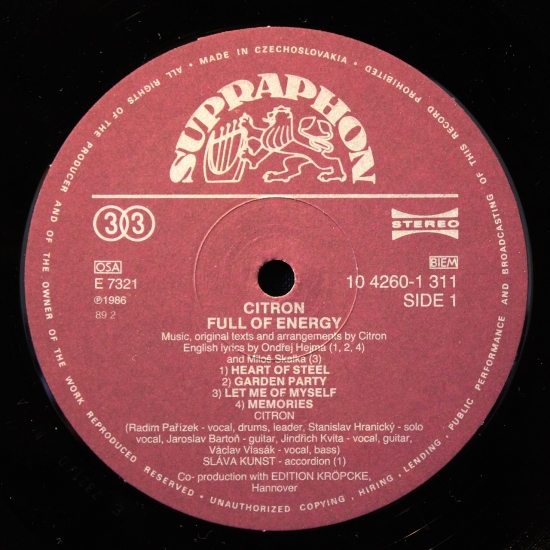 • MADE IN CZECHOSLOVAKIA •
ALL RIGHTS OF THE PRODUCER AND OF THE OWNER OF THE WORK REPRODUCED RESERVED • UNAUTHORIZED COPYING, HIRING, LENDING, PUBLIC PERFORMANCE AND BROADCASTING OF THIS RECORD PROHIBITED
SUPRAPHON
33
STEREO
OSA
BIEM
E 7321
10 4260-1 311
℗1986
SIDE 1
89 2
CITRON
FULL OF ENERGY
Music, original texts and arrangements by Citron
English lyrics by Ondřej Hejma (1, 2, 4)
and Miloš Skalka (3)
1) HEART OF STEEL
2) GARDEN PARTY
3) LET ME OF MYSELF
4) MEMORIES
CITRON
(Radim Pařízek - vocal, drums, leader, Stanislav Hranický - solo
vocal, Jaroslav Bartoň - guitar, Jindřich Kvita - vocal, guitar,
Václav Vlasák - vocal, bass)
SLÁVA KUNST - accordion (1)
Co- production with EDITION KRÖPCKE,
Hannover